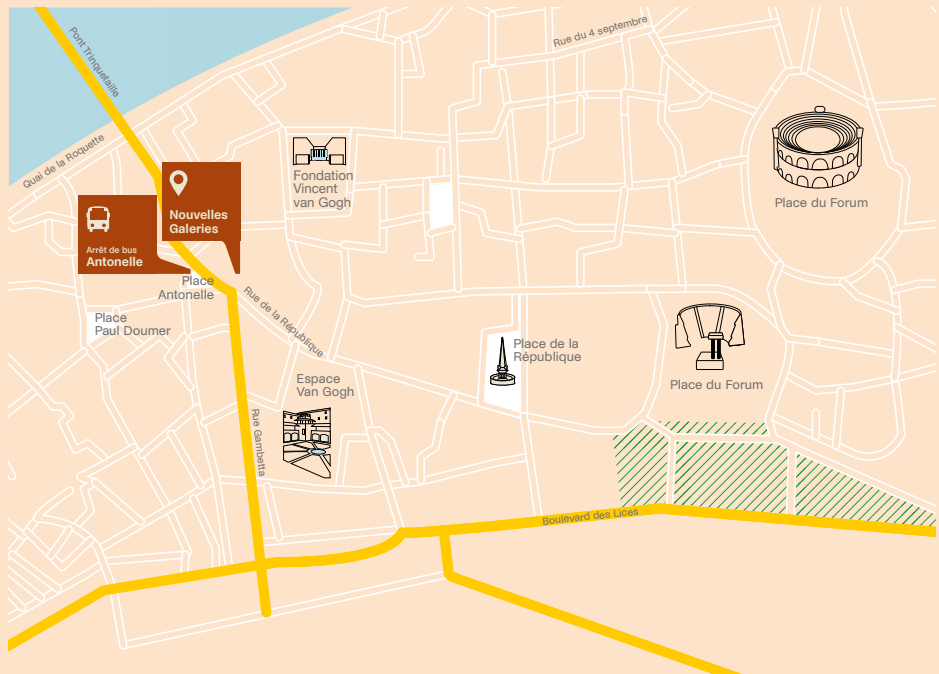 Rue du 4 septembre
Pont Trinquetaille
Quai de la Roquette
Fondation
Vincent
van Gogh
Place du Forum
Nouvelles
Galeries
Arrêt de bus
Antonelle
Place
Antonelle
Rue de la République
Place
Paul Doumer
Place de la
République
Place du Forum
Espace
Van Gogh
Rue Gambetta
Boulevard des Lices